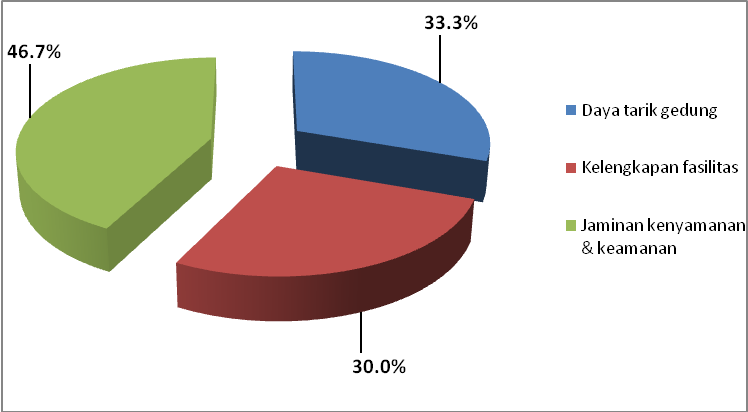 33.3%
46.7%
30.0%
Daya tarik gedung
Kelengkapan fasilitas
Jaminan kenyamanan
& keamanan